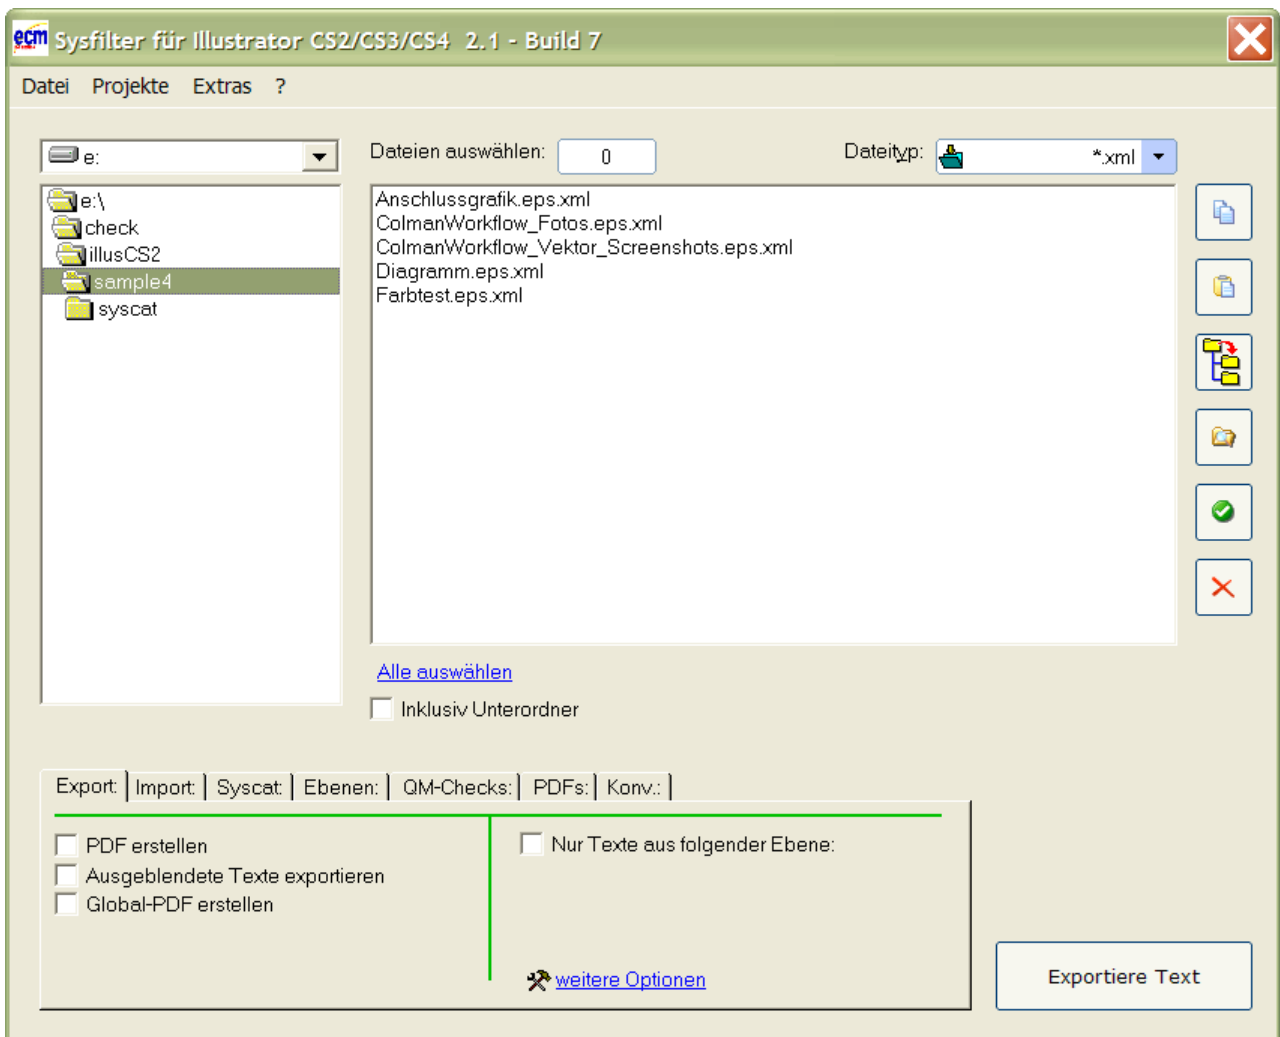 ecm Sysfilter für Illustrator CS2/CS3/CS4 2.1 - Build 7
Datei Projekte Extras ?
e: Dateien auswählen: 0 Dateityp: *.xml
e:\
check
illusCS2
sample4
syscat
Anschlussgrafik.eps.xml
ColmanWorkflow_Fotos.eps.xml
ColmanWorkflow_Vektor_Screenshots.eps.xml
Diagramm.eps.xml
Farbtest.eps.xml
Alle auswählen
Inklusiv Unterordner
Export: Import: Syscat: Ebenen: QM-Checks: PDFs: Konv.:
PDF erstellen
Ausgeblendete Texte exportieren
Global-PDF erstellen
Nur Texte aus folgender Ebene:
weitere Optionen
Exportiere Text